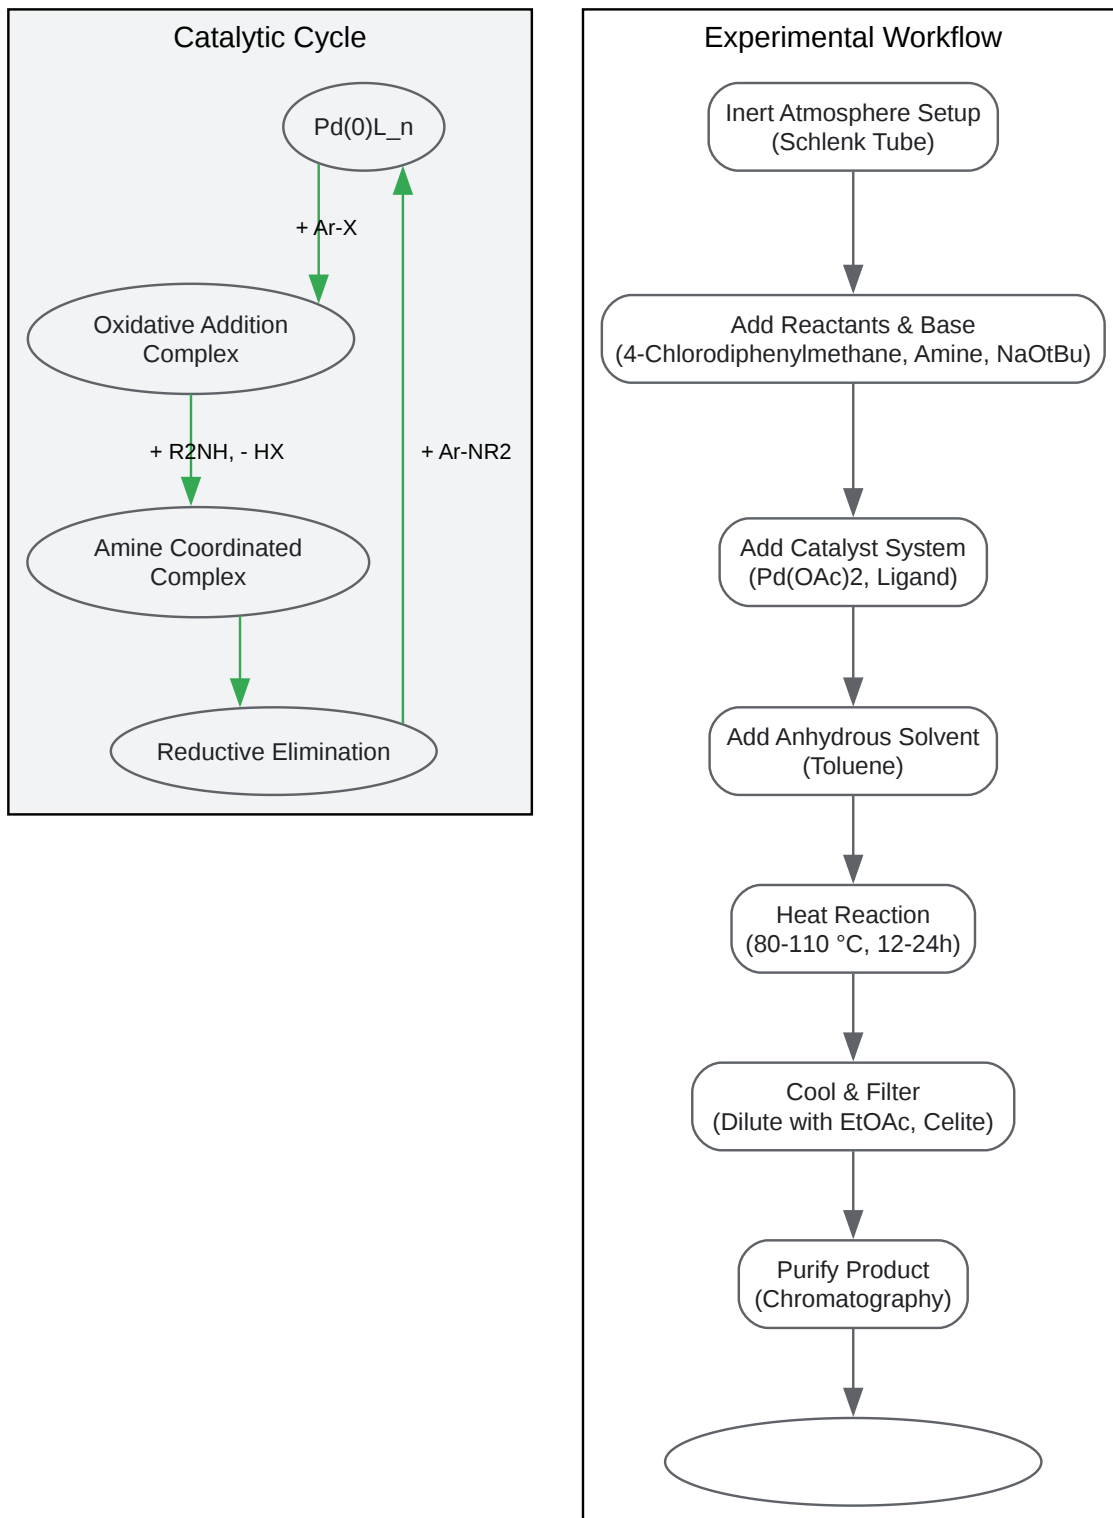 Catalytic Cycle
Pd(0)L_n
+ Ar-X
Oxidative Addition
Complex
+ R2NH, - HX
+ Ar-NR2
Amine Coordinated
Complex
Reductive Elimination
Experimental Workflow
Inert Atmosphere Setup
(Schlenk Tube)
Add Reactants & Base
(4-Chlorodiphenylmethane, Amine, NaOtBu)
Add Catalyst System
(Pd(OAc)2, Ligand)
Add Anhydrous Solvent
(Toluene)
Heat Reaction
(80-110 °C, 12-24h)
Cool & Filter
(Dilute with EtOAc, Celite)
Purify Product
(Chromatography)